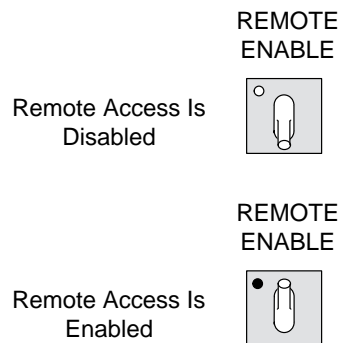 REMOTE
ENABLE
Remote Access Is
Disabled
REMOTE
ENABLE
Remote Access Is
Enabled